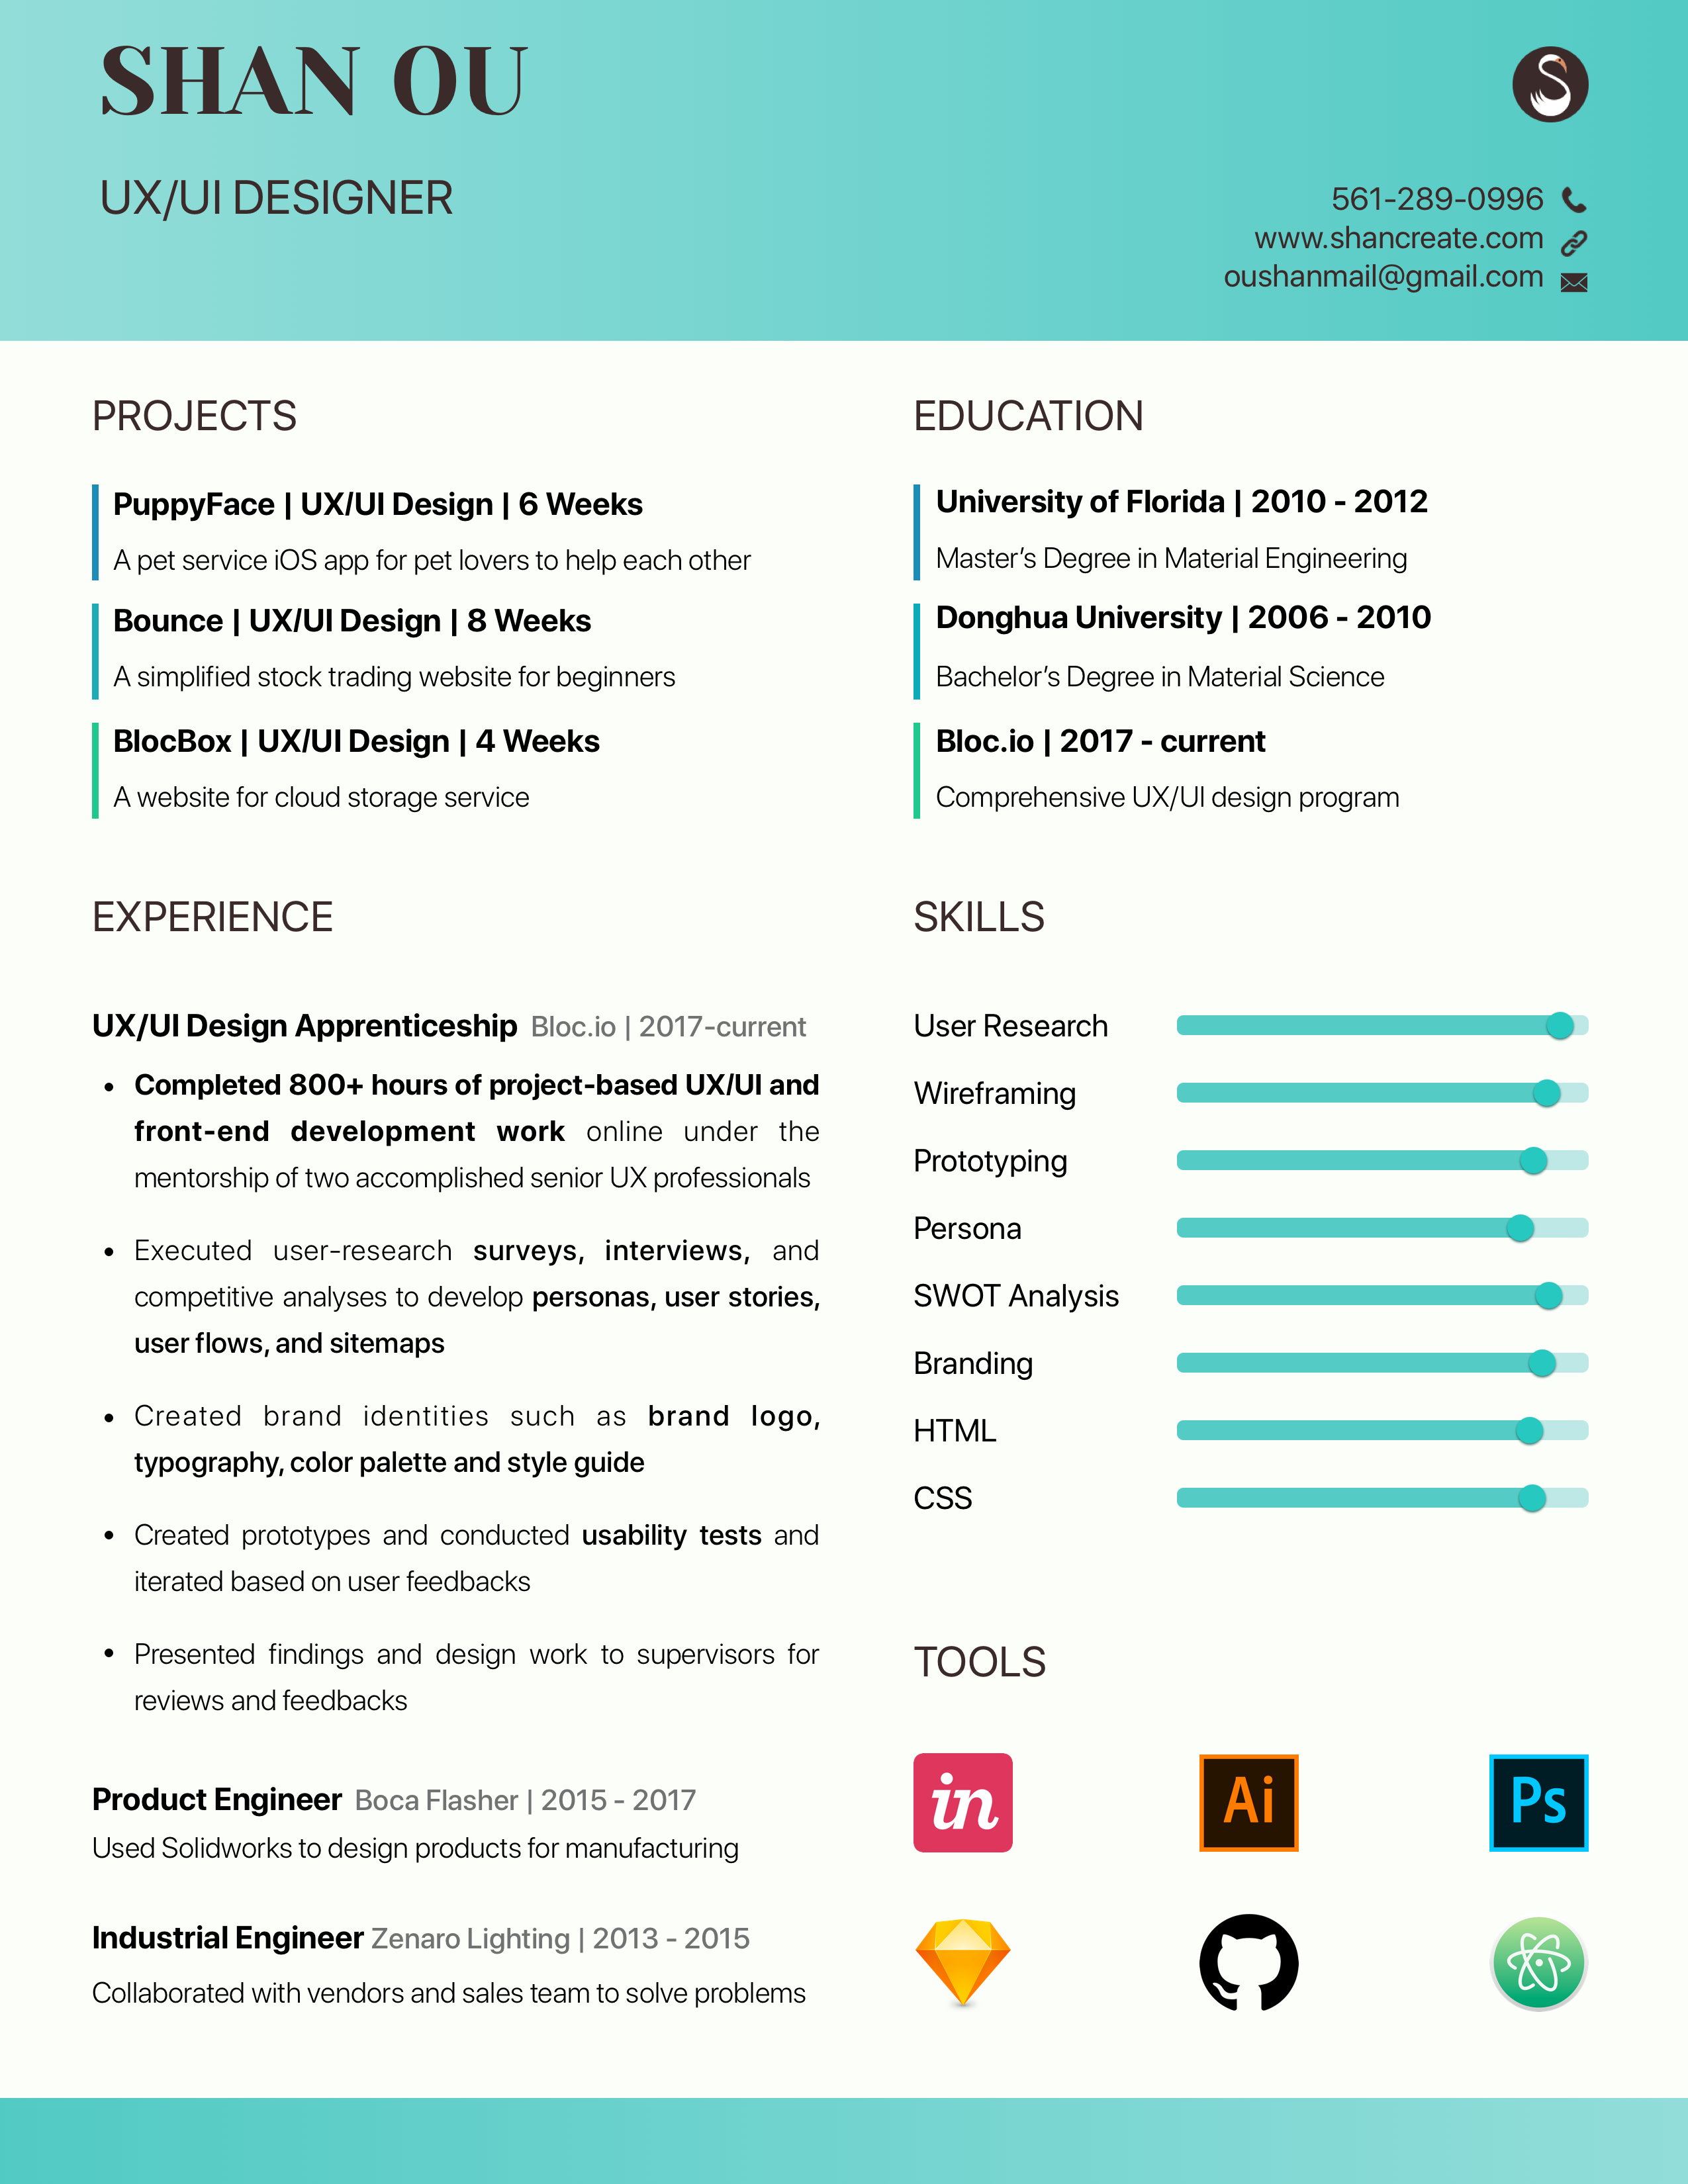 SHAN OU
UX/UI DESIGNER
561-289-0996
www.shancreate.com
oushanmail@gmail.com
PROJECTS
PuppyFace | UX/UI Design | 6 Weeks
A pet service iOS app for pet lovers to help each other
Bounce | UX/UI Design | 8 Weeks
A simplified stock trading website for beginners
BlocBox | UX/UI Design | 4 Weeks
A website for cloud storage service
EDUCATION
University of Florida | 2010 - 2012
Master’s Degree in Material Engineering
Donghua University | 2006 - 2010
Bachelor’s Degree in Material Science
Bloc.io | 2017 - current
Comprehensive UX/UI design program
EXPERIENCE
UX/UI Design Apprenticeship Bloc.io | 2017-current
• Completed 800+ hours of project-based UX/UI and
front-end development work online under the
mentorship of two accomplished senior UX professionals
• Executed user-research surveys, interviews, and
competitive analyses to develop personas, user stories,
user flows, and sitemaps
• Created brand identities such as brand logo,
typography, color palette and style guide
• Created prototypes and conducted usability tests and
iterated based on user feedbacks
• Presented findings and design work to supervisors for
reviews and feedbacks
Product Engineer Boca Flasher | 2015 - 2017
Used Solidworks to design products for manufacturing
Industrial Engineer Zenaro Lighting | 2013 - 2015
Collaborated with vendors and sales team to solve problems
SKILLS
User Research
Wireframing
Prototyping
Persona
SWOT Analysis
Branding
HTML
CSS
TOOLS
in
Ai
Ps